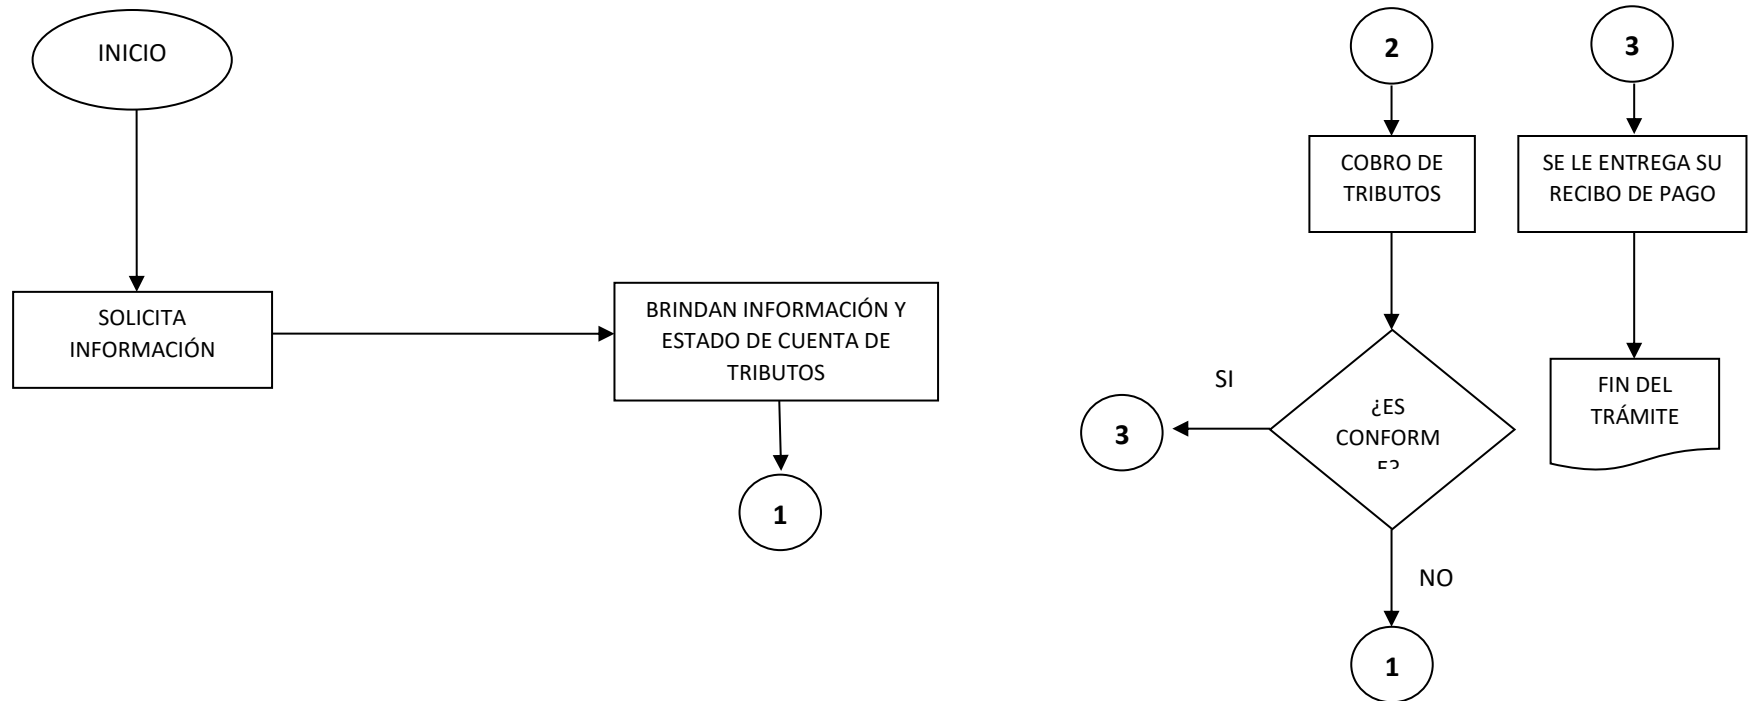 INICIO
SOLICITA
INFORMACIÓN
BRINDAN INFORMACIÓN Y
ESTADO DE CUENTA DE
TRIBUTOS
1
2
COBRO DE
TRIBUTOS
¿ES
CONFORM
E?
SI
3
NO
1
3
SE LE ENTREGA SU
RECIBO DE PAGO
FIN DEL
TRÁMITE